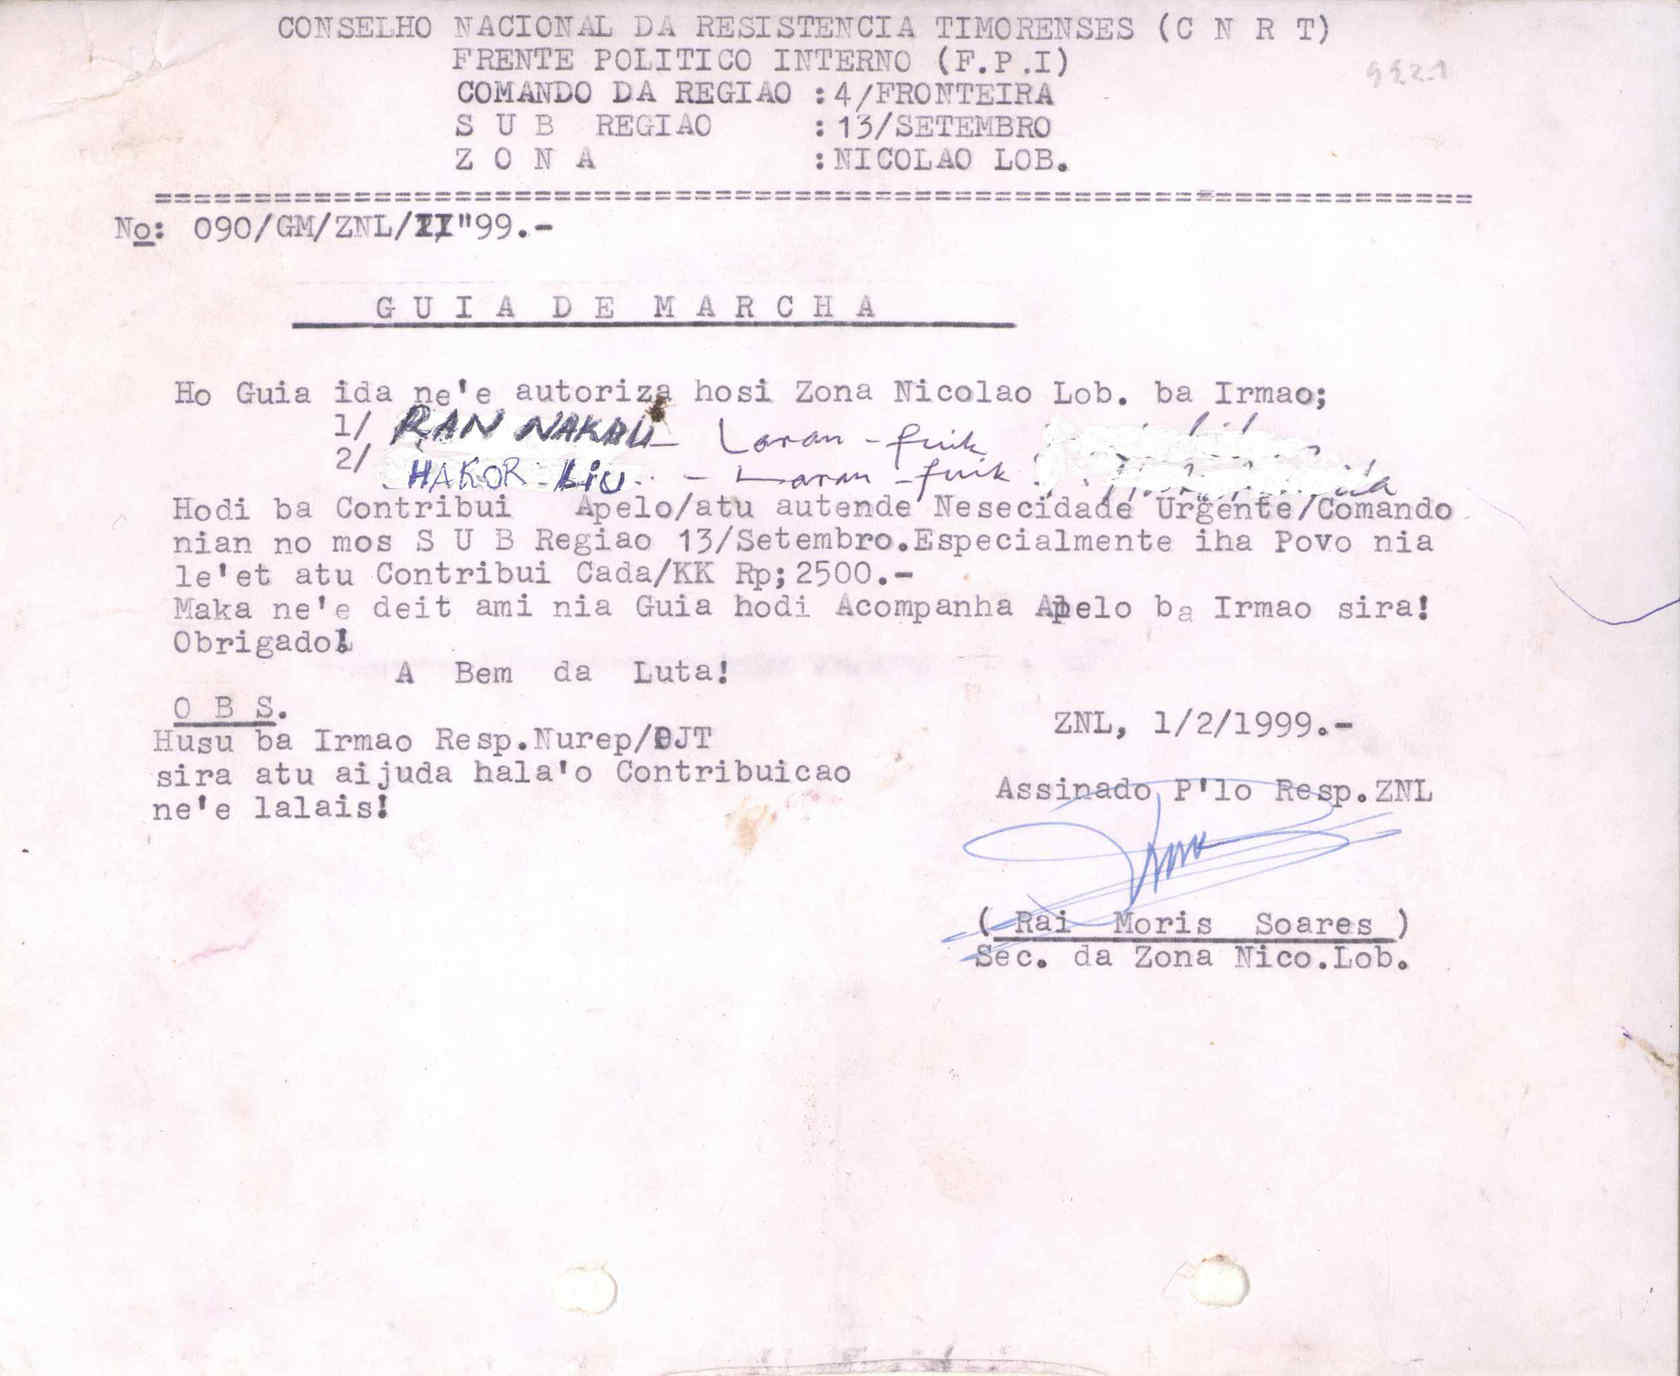 CONSELHO NACIONAL DA RESISTENCIA TIMORENSES (C N R T)
FRENTE POLITICO INTERNO (F.P.I)
COMANDO DA REGIAO :4/FRONTEIRA
S U B REGIAO :13/SETEMBRO
Z O N A :NICOLAO LOB.
No: 090/GM/ZNL/II"99.-
G U I A D E M A R C H A
Ho Guia ida ne'e autoriza hosi Zona Nicolao Lob. ba Irmao;
1/ RAN NAKDU - Laran - fuik
2/ HAKOR LIU - Laran - fuik
Hodi ba Contribui Apelo/atu autende Nesecidade Urgente/Comando
nian no mos S U B Regiao 13/Setembro.Especialmente iha Povo nia
le'et atu Contribui Cada/KK Rp;2500.-
Maka ne'e deit ami nia Guia hodi Acompanha Apelo ba Irmao sira!
Obrigado!
A Bem da Luta!
O B S.
Husu ba Irmao Resp.Nurep/DJT
sira atu aijuda hala'o Contribuicao
ne'e lalais!
ZNL, 1/2/1999.-
Assinado P'lo Resp.ZNL
( Rai Moris Soares )
Sec. da Zona Nico.Lob.